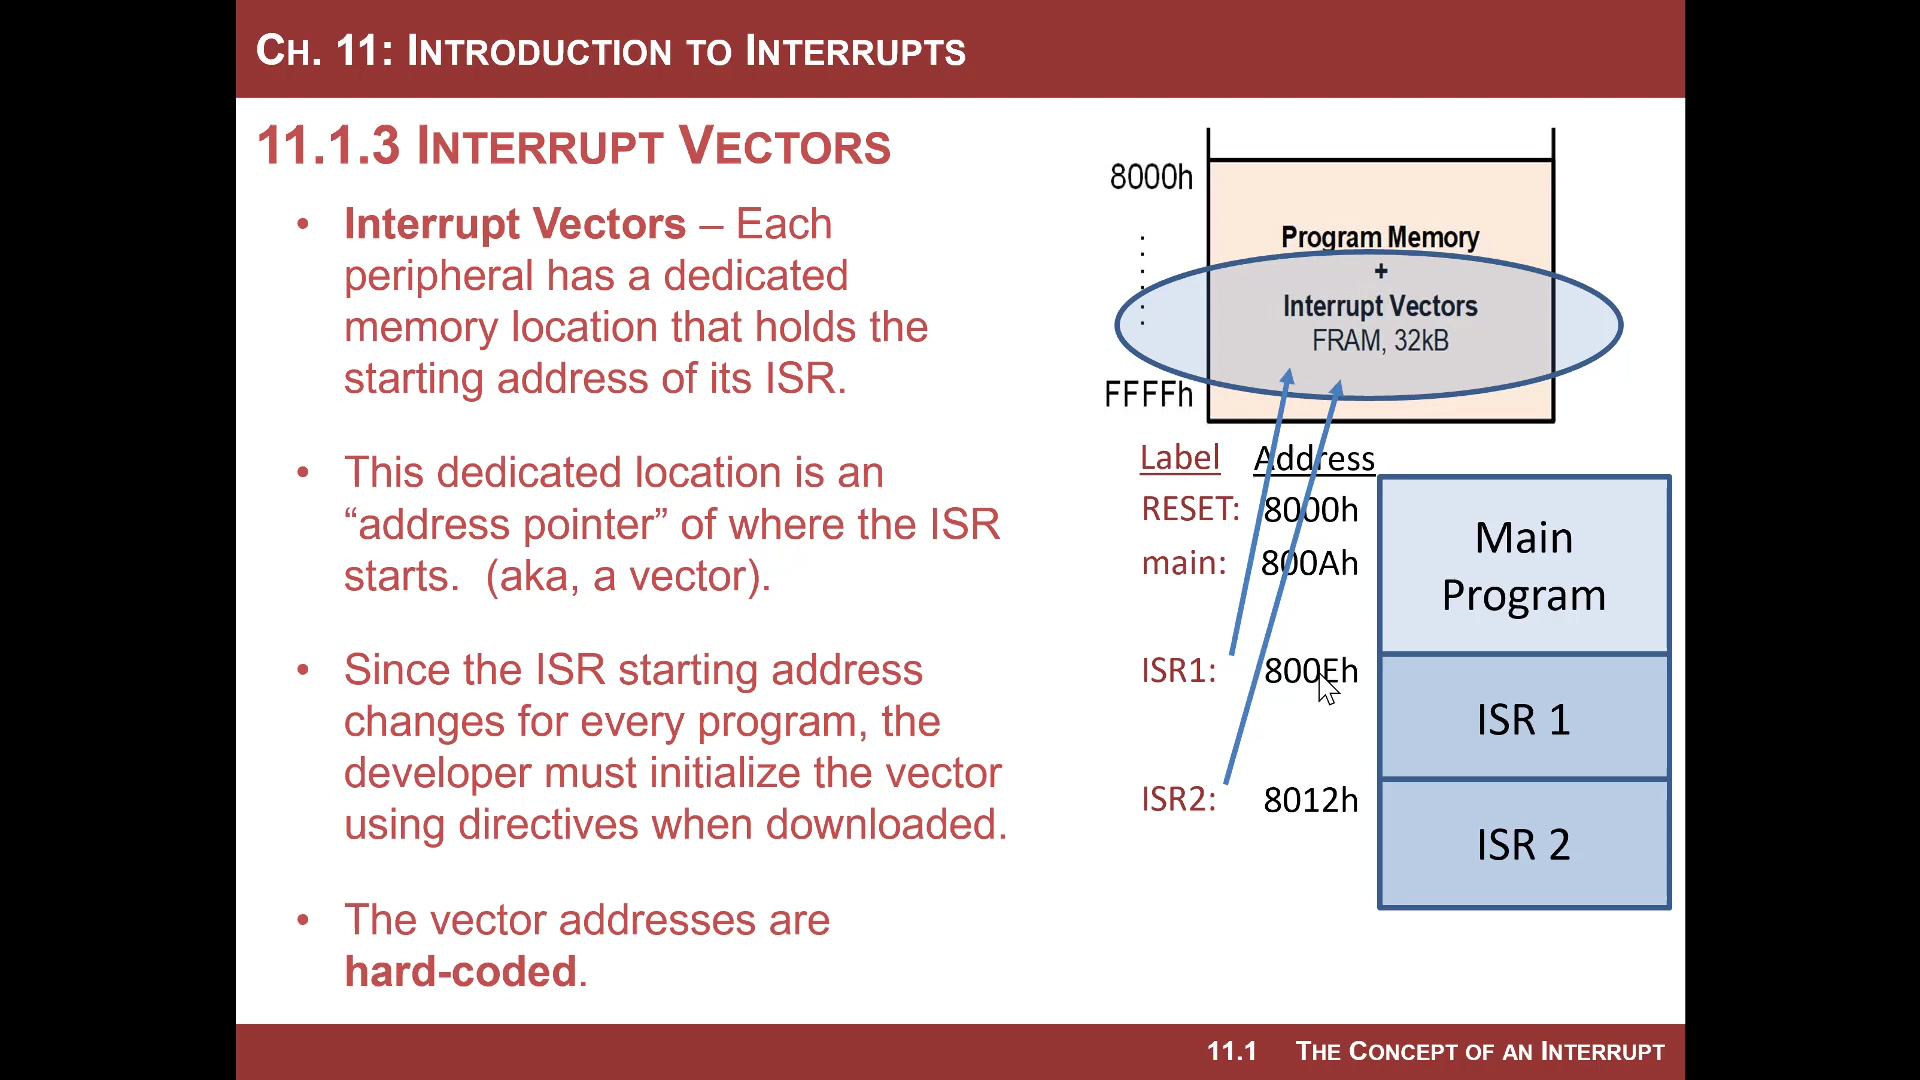 CH. 11: INTRODUCTION TO INTERRUPTS
11.1.3 INTERRUPT VECTORS
• Interrupt Vectors – Each
peripheral has a dedicated
memory location that holds the
starting address of its ISR.
• This dedicated location is an
“address pointer” of where the ISR
starts. (aka, a vector).
• Since the ISR starting address
changes for every program, the
developer must initialize the vector
using directives when downloaded.
• The vector addresses are
hard-coded.
8000h
Program Memory
+
Interrupt Vectors
FRAM, 32kB
FFFFh
Label Address
RESET: 8000h
main: 800Ah
ISR1: 800Eh
ISR2: 8012h
Main
Program
ISR 1
ISR 2
11.1 THE CONCEPT OF AN INTERRUPT